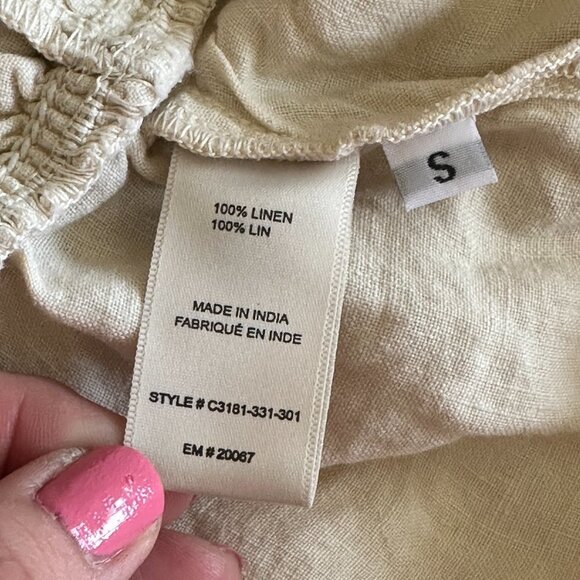 100% LINEN
100% LIN
S
MADE IN INDIA
FABRIQUÉ EN INDE
STYLE # C3181-331-301
EM # 20067